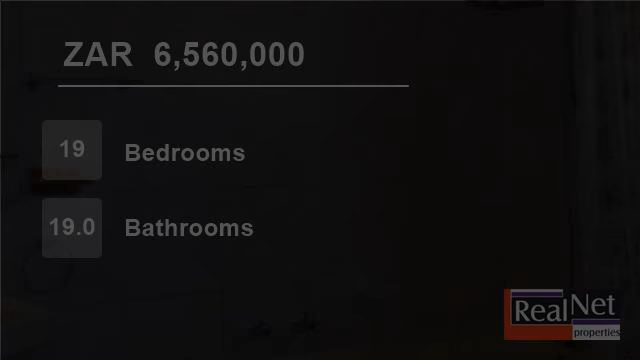 ZAR 6,560,000
19 Bedrooms
19.0 Bathrooms
RealNet
properties